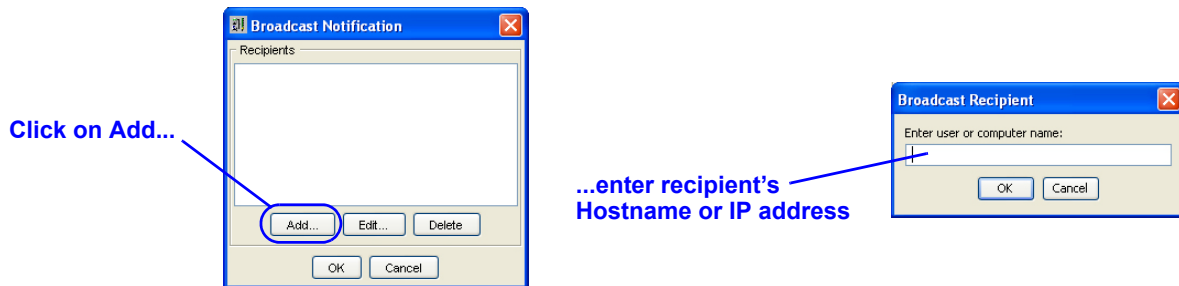 Broadcast Notification
Recipients
Click on Add...
Add...
Edit...
Delete
OK
Cancel
Broadcast Recipient
Enter user or computer name:
...enter recipient's
Hostname or IP address
OK
Cancel